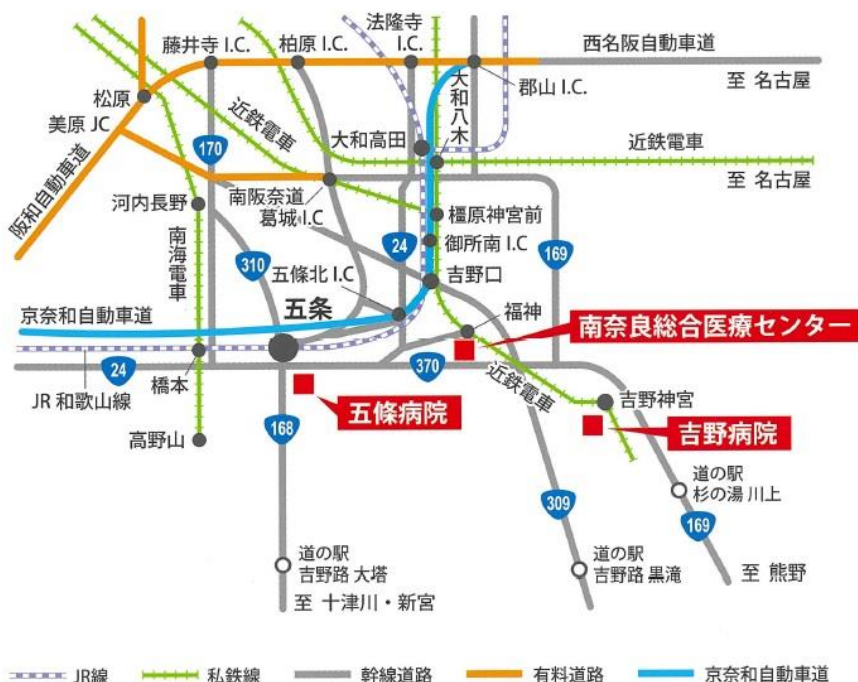 法隆寺
I.C.
藤井寺 I.C.
柏原 I.C.
西名阪自動車道
至 名古屋
郡山 I.C.
大和八木
松原
美原 JC
近鉄電車
大和高田
近鉄電車
至 名古屋
170
阪和自動車道
南阪奈道
葛城 I.C
河内長野
橿原神宮前
南海電車
24
御所南 I.C
169
310
五條北 I.C
吉野口
五条
京奈和自動車道
福神
南奈良総合医療センター
24
橋本
370
JR 和歌山線
近鉄電車
五條病院
吉野神宮
吉野病院
高野山
168
道の駅
杉の湯 川上
309
169
道の駅
吉野路 大塔
道の駅
吉野路 黒滝
至 熊野
至 十津川・新宮
JR線
私鉄線
幹線道路
有料道路
京奈和自動車道